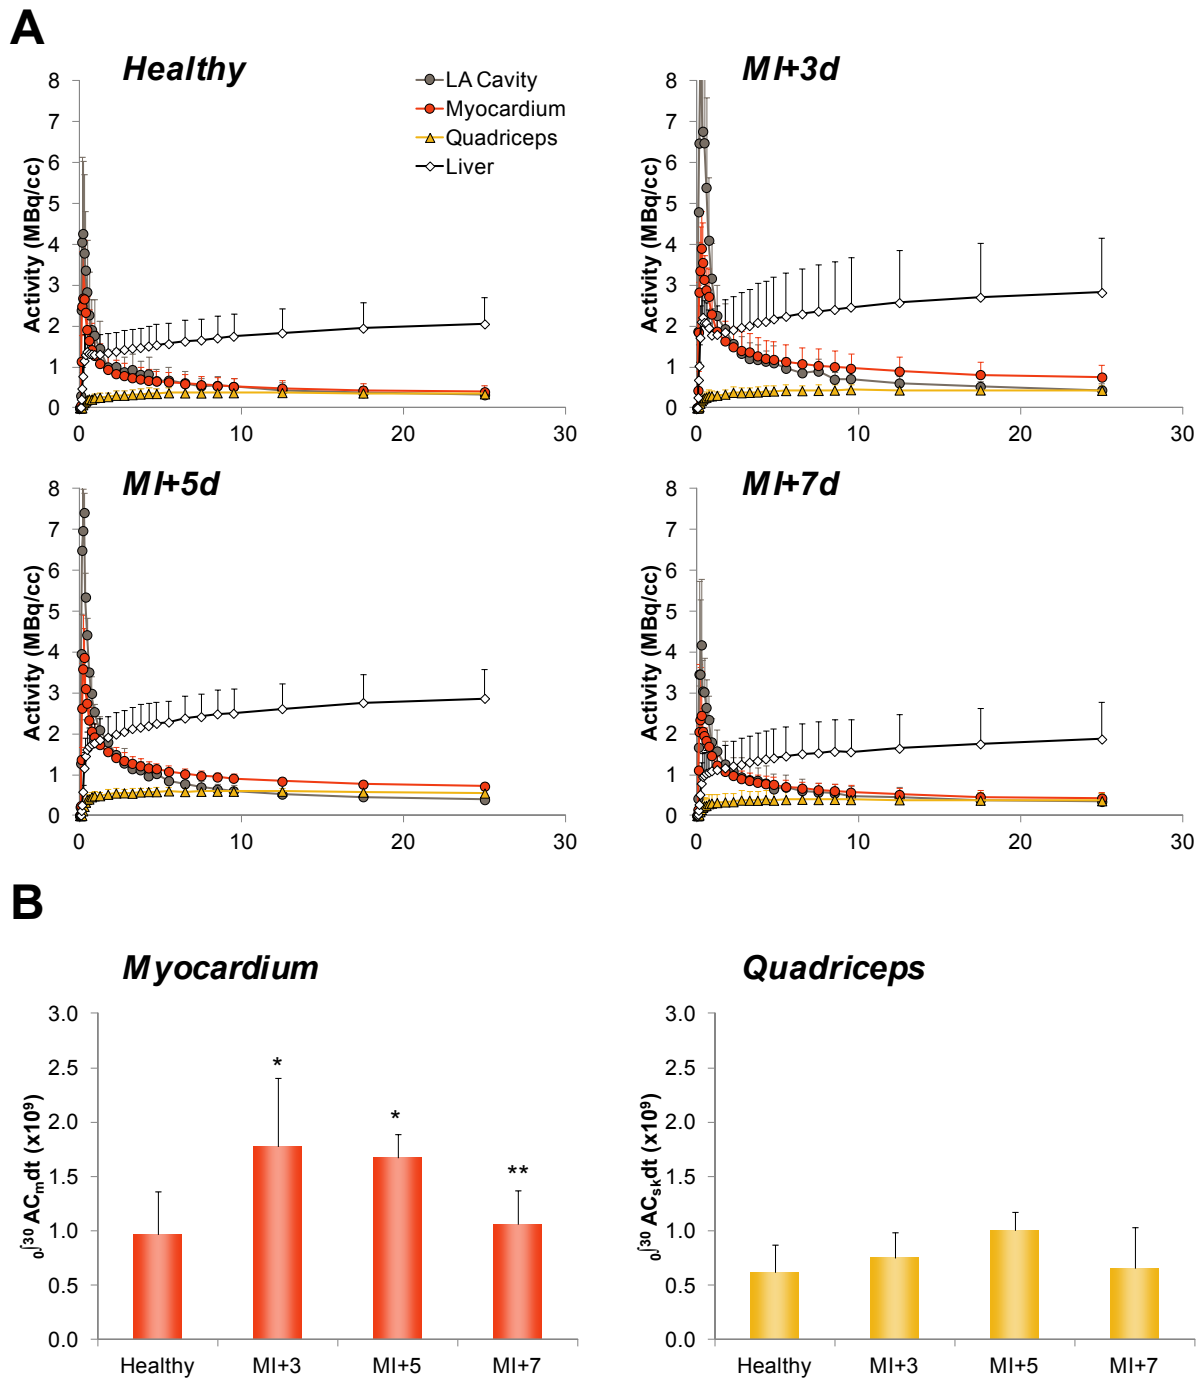 A
Healthy
MI+3d
LA Cavity
Myocardium
Quadriceps
Liver
Activity (MBq/cc)
8
7
6
5
4
3
2
1
0
0 10 20 30
Activity (MBq/cc)
8
7
6
5
4
3
2
1
0
0 10 20 30
MI+5d
MI+7d
Activity (MBq/cc)
8
7
6
5
4
3
2
1
0
0 10 20 30
Activity (MBq/cc)
8
7
6
5
4
3
2
1
0
0 10 20 30
B
Myocardium
₀∫³⁰ ACₘdt (x10⁹)
3.0
2.5
2.0
1.5
1.0
0.5
0.0
*
*
**
Healthy MI+3 MI+5 MI+7
Quadriceps
₀∫³⁰ ACₛₖdt (x10⁹)
3.0
2.5
2.0
1.5
1.0
0.5
0.0
Healthy MI+3 MI+5 MI+7